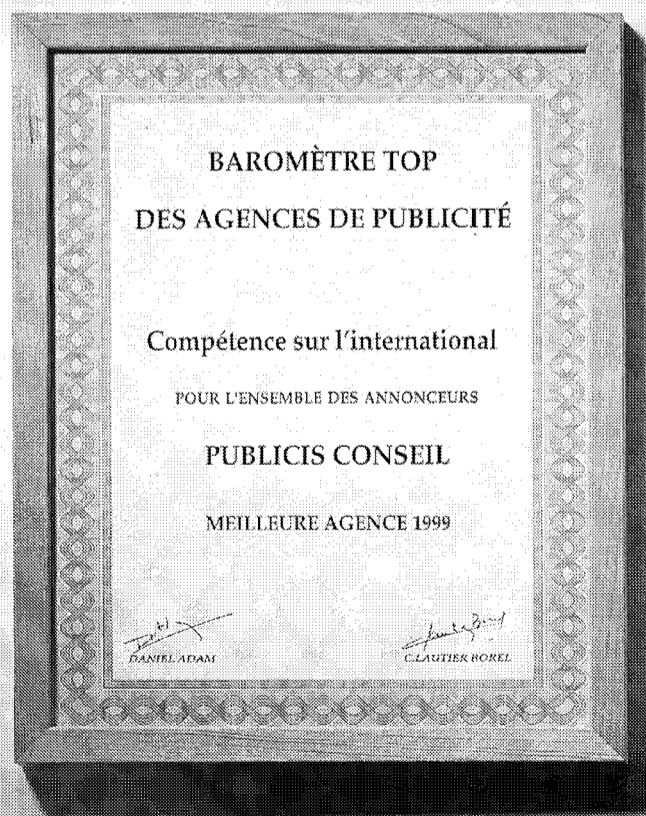 BAROMÈTRE TOP
DES AGENCES DE PUBLICITÉ
Compétence sur l'international
POUR L'ENSEMBLE DES ANNONCEURS
PUBLICIS CONSEIL
MEILLEURE AGENCE 1999
DANIEL ADAM
C.LAUTIER BOREL